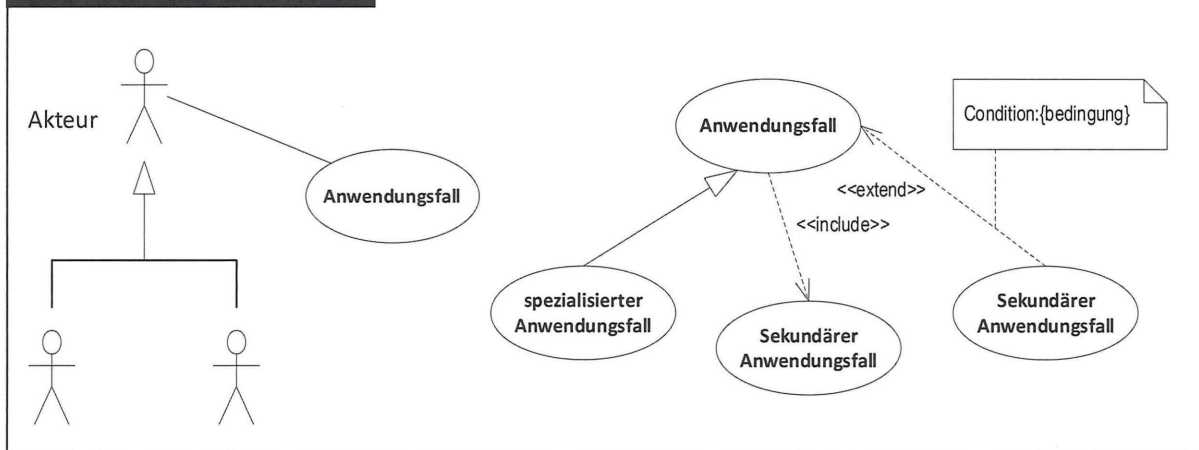 Akteur
Anwendungsfall
Anwendungsfall
Condition:{bedingung}
<<extend>>
<<include>>
spezialisierter
Anwendungsfall
Sekundärer
Anwendungsfall
Sekundärer
Anwendungsfall